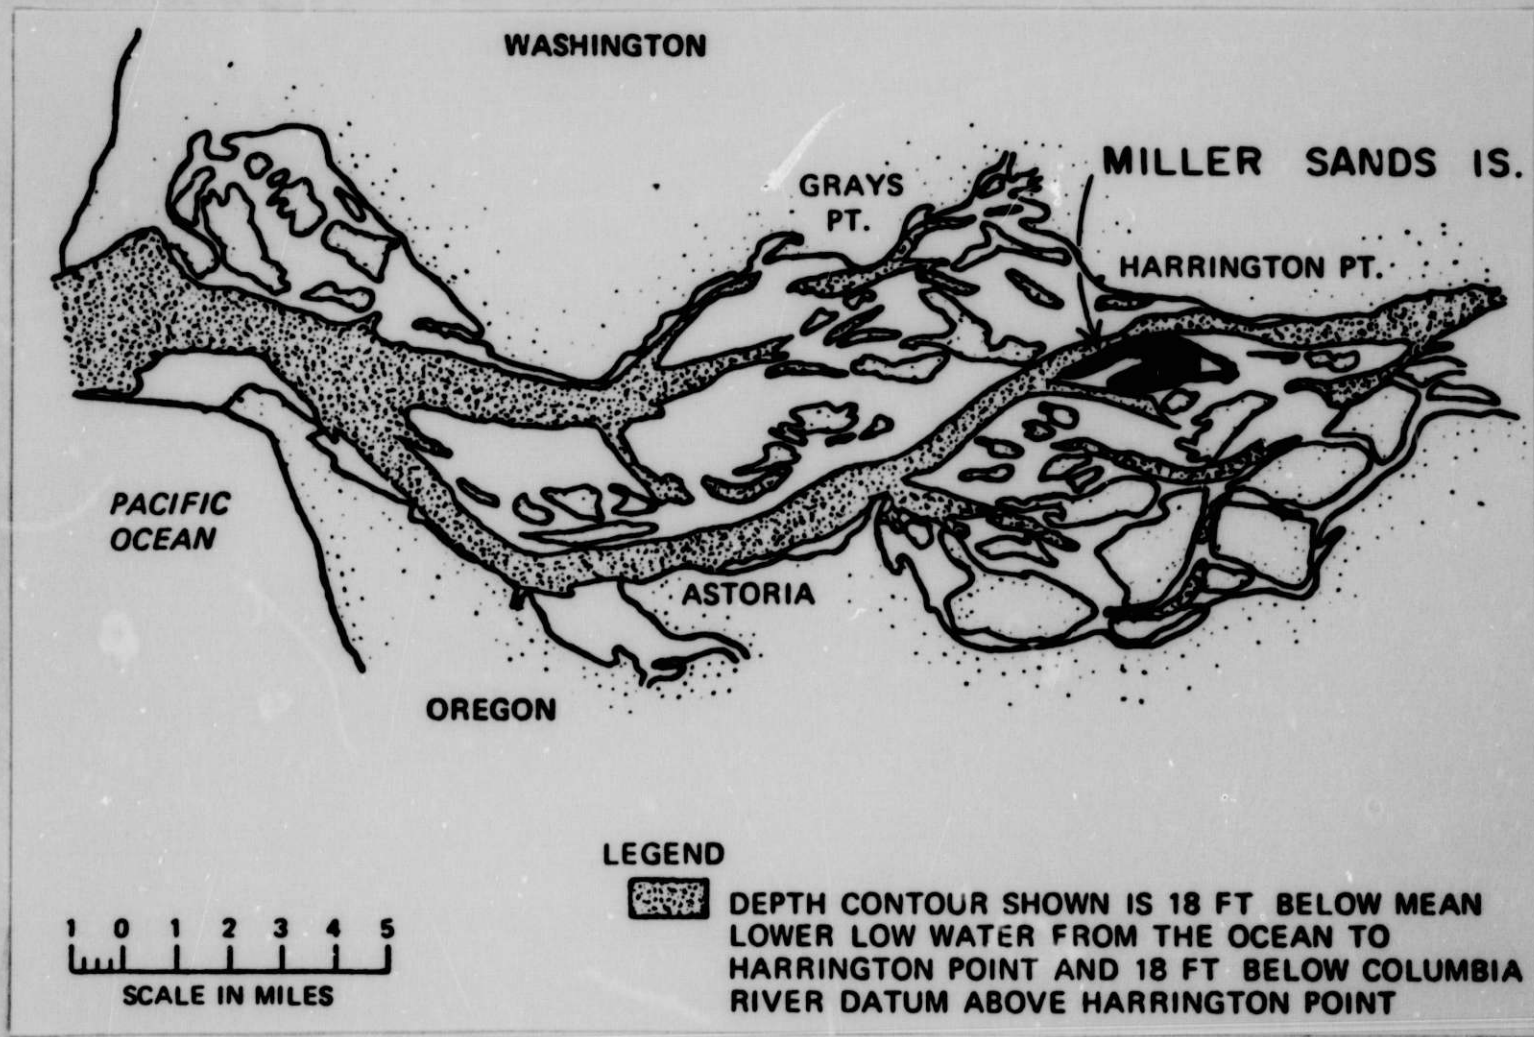 WASHINGTON
MILLER SANDS IS.
GRAYS
PT.
HARRINGTON PT.
PACIFIC
OCEAN
ASTORIA
OREGON
LEGEND
DEPTH CONTOUR SHOWN IS 18 FT BELOW MEAN
LOWER LOW WATER FROM THE OCEAN TO
HARRINGTON POINT AND 18 FT BELOW COLUMBIA
RIVER DATUM ABOVE HARRINGTON POINT
1 0 1 2 3 4 5
SCALE IN MILES